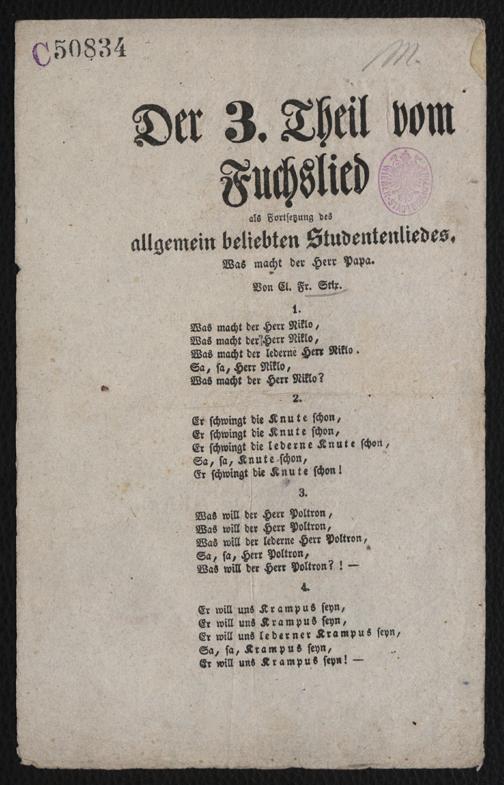 C50834
M.
Der 3. Theil vom
Fuchslied
als Fortsetzung des
allgemein beliebten Studentenliedes.
Was macht der Herr Papa.
Von Cl. Fr. Stix.
1.
Was macht der Herr Niklo,
Was macht der Herr Niklo,
Was macht der lederne Herr Niklo.
Sa, sa, Herr Niklo,
Was macht der Herr Niklo?
2.
Er schwingt die Knute schon,
Er schwingt die Knute schon,
Er schwingt die lederne Knute schon,
Sa, sa, Knute schon,
Er schwingt die Knute schon!
3.
Was will der Herr Poltron,
Was will der Herr Poltron,
Was will der lederne Herr Poltron,
Sa, sa, Herr Poltron,
Was will der Herr Poltron?! —
4.
Er will uns Krampus seyn,
Er will uns Krampus seyn,
Er will uns lederner Krampus seyn,
Sa, sa, Krampus seyn,
Er will uns Krampus seyn! —